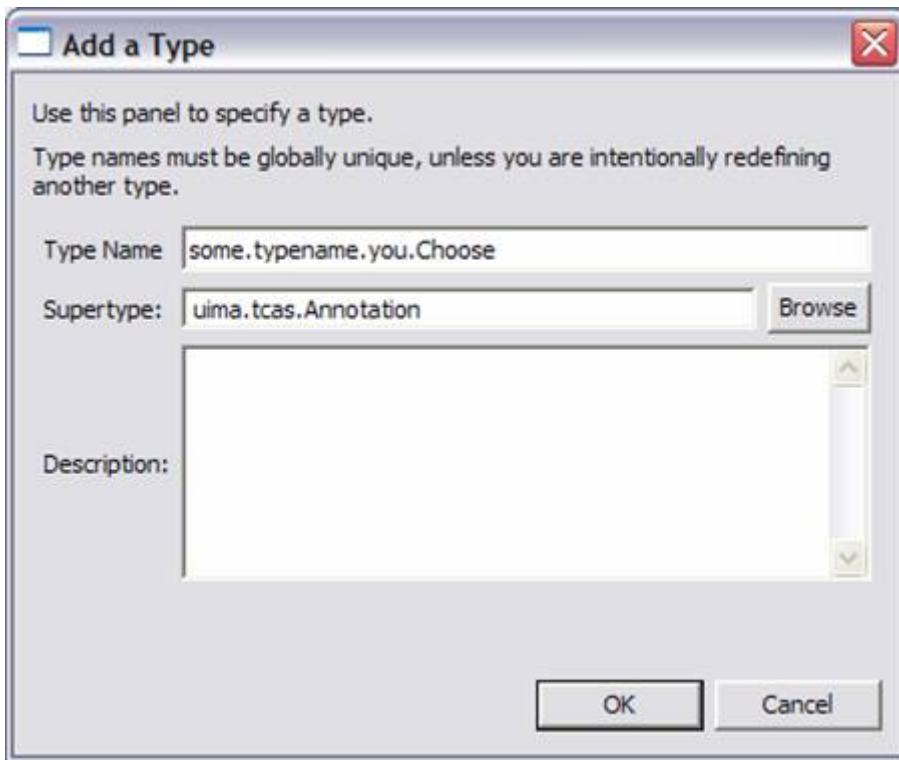 Add a Type
Use this panel to specify a type.
Type names must be globally unique, unless you are intentionally redefining
another type.
Type Name some.typename.you.Choose
Supertype: uima.tcas.Annotation Browse
Description:
OK Cancel